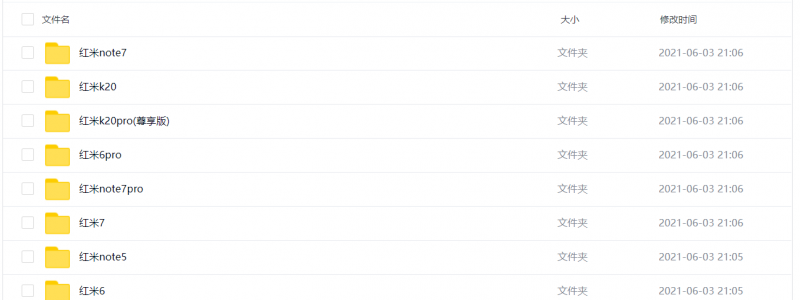 文件名 大小 修改时间
红米note7 文件夹 2021-06-03 21:06
红米k20 文件夹 2021-06-03 21:06
红米k20pro(尊享版) 文件夹 2021-06-03 21:06
红米6pro 文件夹 2021-06-03 21:06
红米note7pro 文件夹 2021-06-03 21:06
红米7 文件夹 2021-06-03 21:06
红米note5 文件夹 2021-06-03 21:05
红米6 文件夹 2021-06-03 21:05